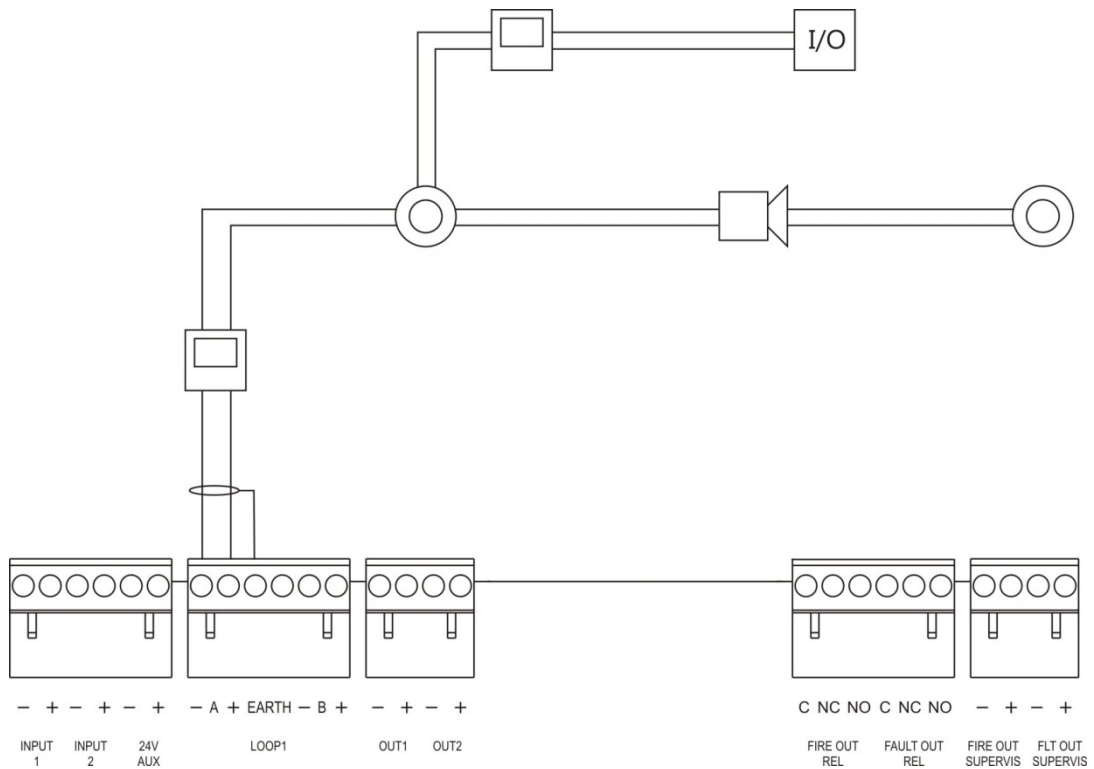 I/O
− + − + − +
− A + EARTH − B +
− + − +
C NC NO C NC NO
− + − +
INPUT
1
INPUT
2
24V
AUX
LOOP1
OUT1
OUT2
FIRE OUT
REL
FAULT OUT
REL
FIRE OUT
SUPERVIS
FLT OUT
SUPERVIS